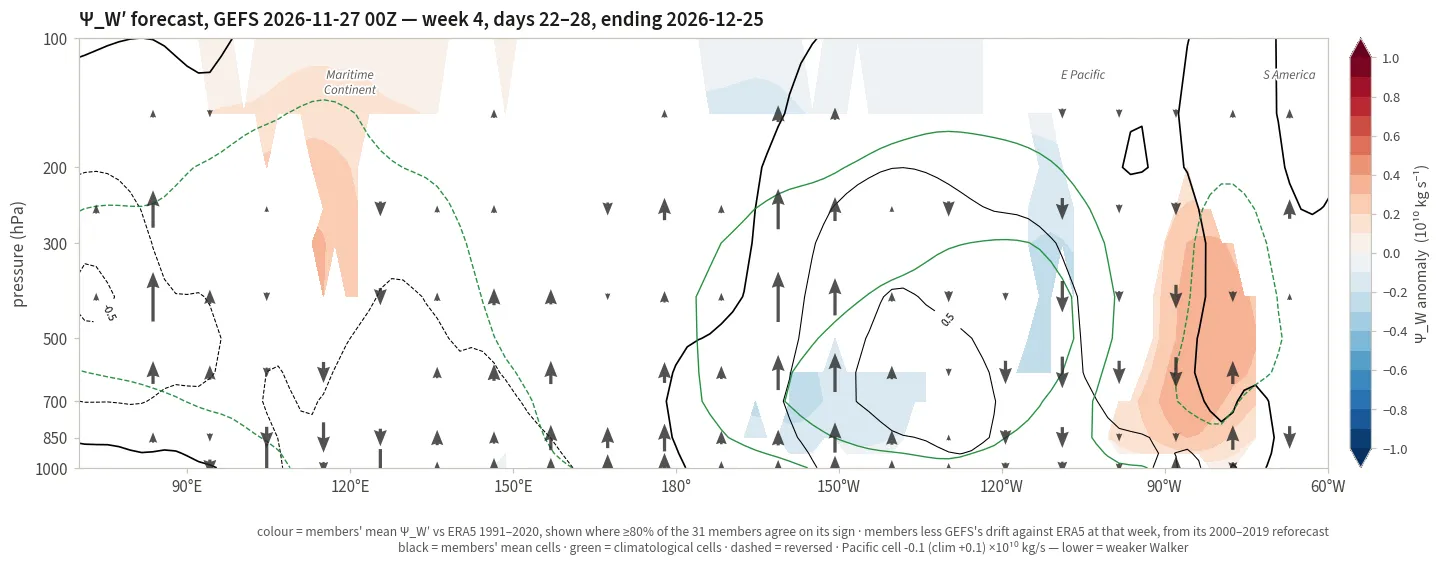 Ψ_W′ forecast, GEFS 2026-11-27 00Z — week 4, days 22–28, ending 2026-12-25
pressure (hPa)
100
200
300
400
500
700
850
1000
90°E
120°E
150°E
180°
150°W
120°W
90°W
60°W
Maritime
Continent
E Pacific
S America
0.5
-0.5
1.0
0.8
0.6
0.4
0.2
0.0
−0.2
−0.4
−0.6
−0.8
−1.0
Ψ_W anomaly (10¹⁰ kg s⁻¹)
colour = members' mean Ψ_W′ vs ERA5 1991–2020, shown where ≥80% of the 31 members agree on its sign · members less GEFS's drift against ERA5 at that week, from its 2000–2019 reforecast
black = members' mean cells · green = climatological cells · dashed = reversed · Pacific cell -0.1 (clim +0.1) ×10¹⁰ kg/s — lower = weaker Walker